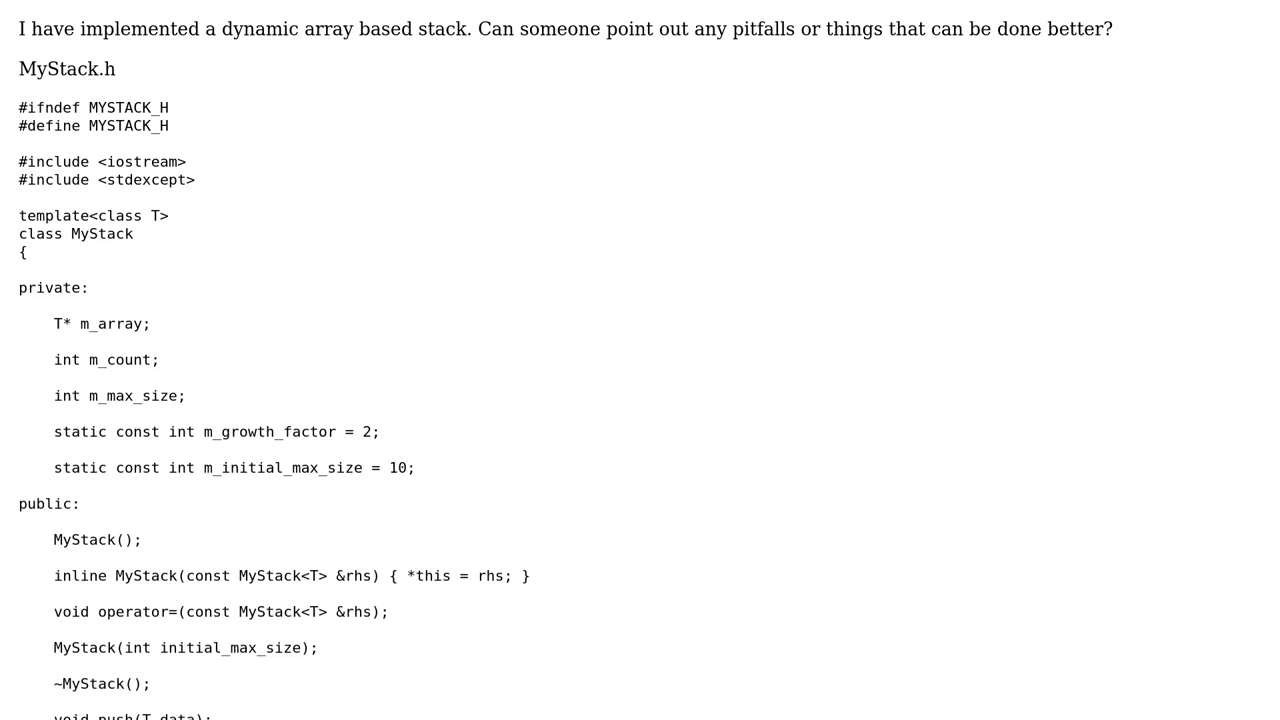 I have implemented a dynamic array based stack. Can someone point out any pitfalls or things that can be done better?
MyStack.h
#ifndef MYSTACK_H
#define MYSTACK_H
#include <iostream>
#include <stdexcept>
template<class T>
class MyStack
{
private:
    T* m_array;
    int m_count;
    int m_max_size;
    static const int m_growth_factor = 2;
    static const int m_initial_max_size = 10;
public:
    MyStack();
    inline MyStack(const MyStack<T> &rhs) { *this = rhs; }
    void operator=(const MyStack<T> &rhs);
    MyStack(int initial_max_size);
    ~MyStack();
    void push(T data);